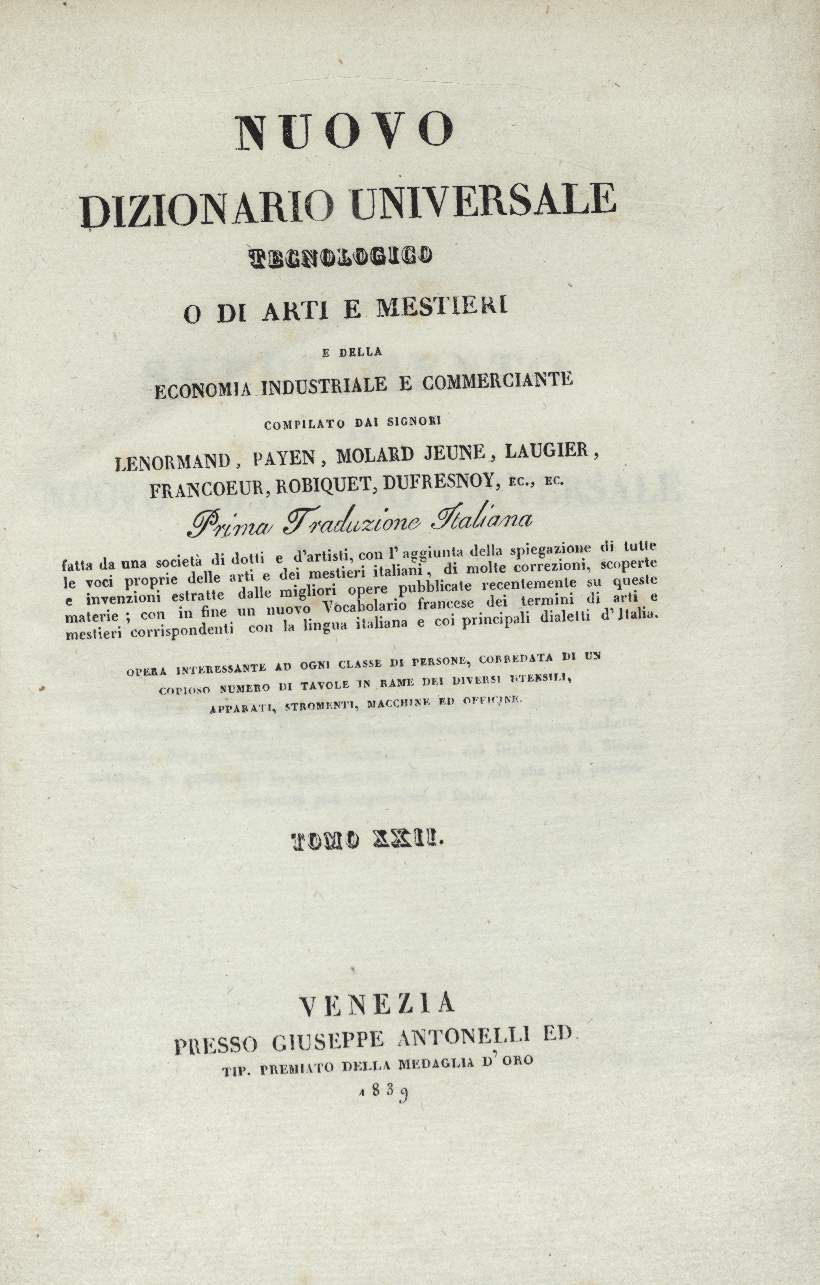 NUOVO
DIZIONARIO UNIVERSALE
TECNOLOGICO
O DI ARTI E MESTIERI
E DELLA
ECONOMIA INDUSTRIALE E COMMERCIANTE
COMPILATO DAI SIGNORI
LENORMAND, PAYEN, MOLARD JEUNE, LAUGIER,
FRANCOEUR, ROBIQUET, DUFRESNOY, EC., EC.
Prima Traduzione Italiana
fatta da una società di dotti e d'artisti, con l'aggiunta della spiegazione di tutte
le voci proprie delle arti e dei mestieri italiani, di molte correzioni, scoperte
e invenzioni estratte dalle migliori opere pubblicate recentemente su queste
materie; con in fine un nuovo Vocabolario francese dei termini di arti e
mestieri corrispondenti con la lingua italiana e coi principali dialetti d'Italia.
OPERA INTERESSANTE AD OGNI CLASSE DI PERSONE, CORREDATA DI UN
COPIOSO NUMERO DI TAVOLE IN RAME DEI DIVERSI UTENSILI,
APPARATI, STROMENTI, MACCHINE ED OFFICINE.
TOMO XXII.
VENEZIA
PRESSO GIUSEPPE ANTONELLI ED.
TIP. PREMIATO DELLA MEDAGLIA D'ORO
1839